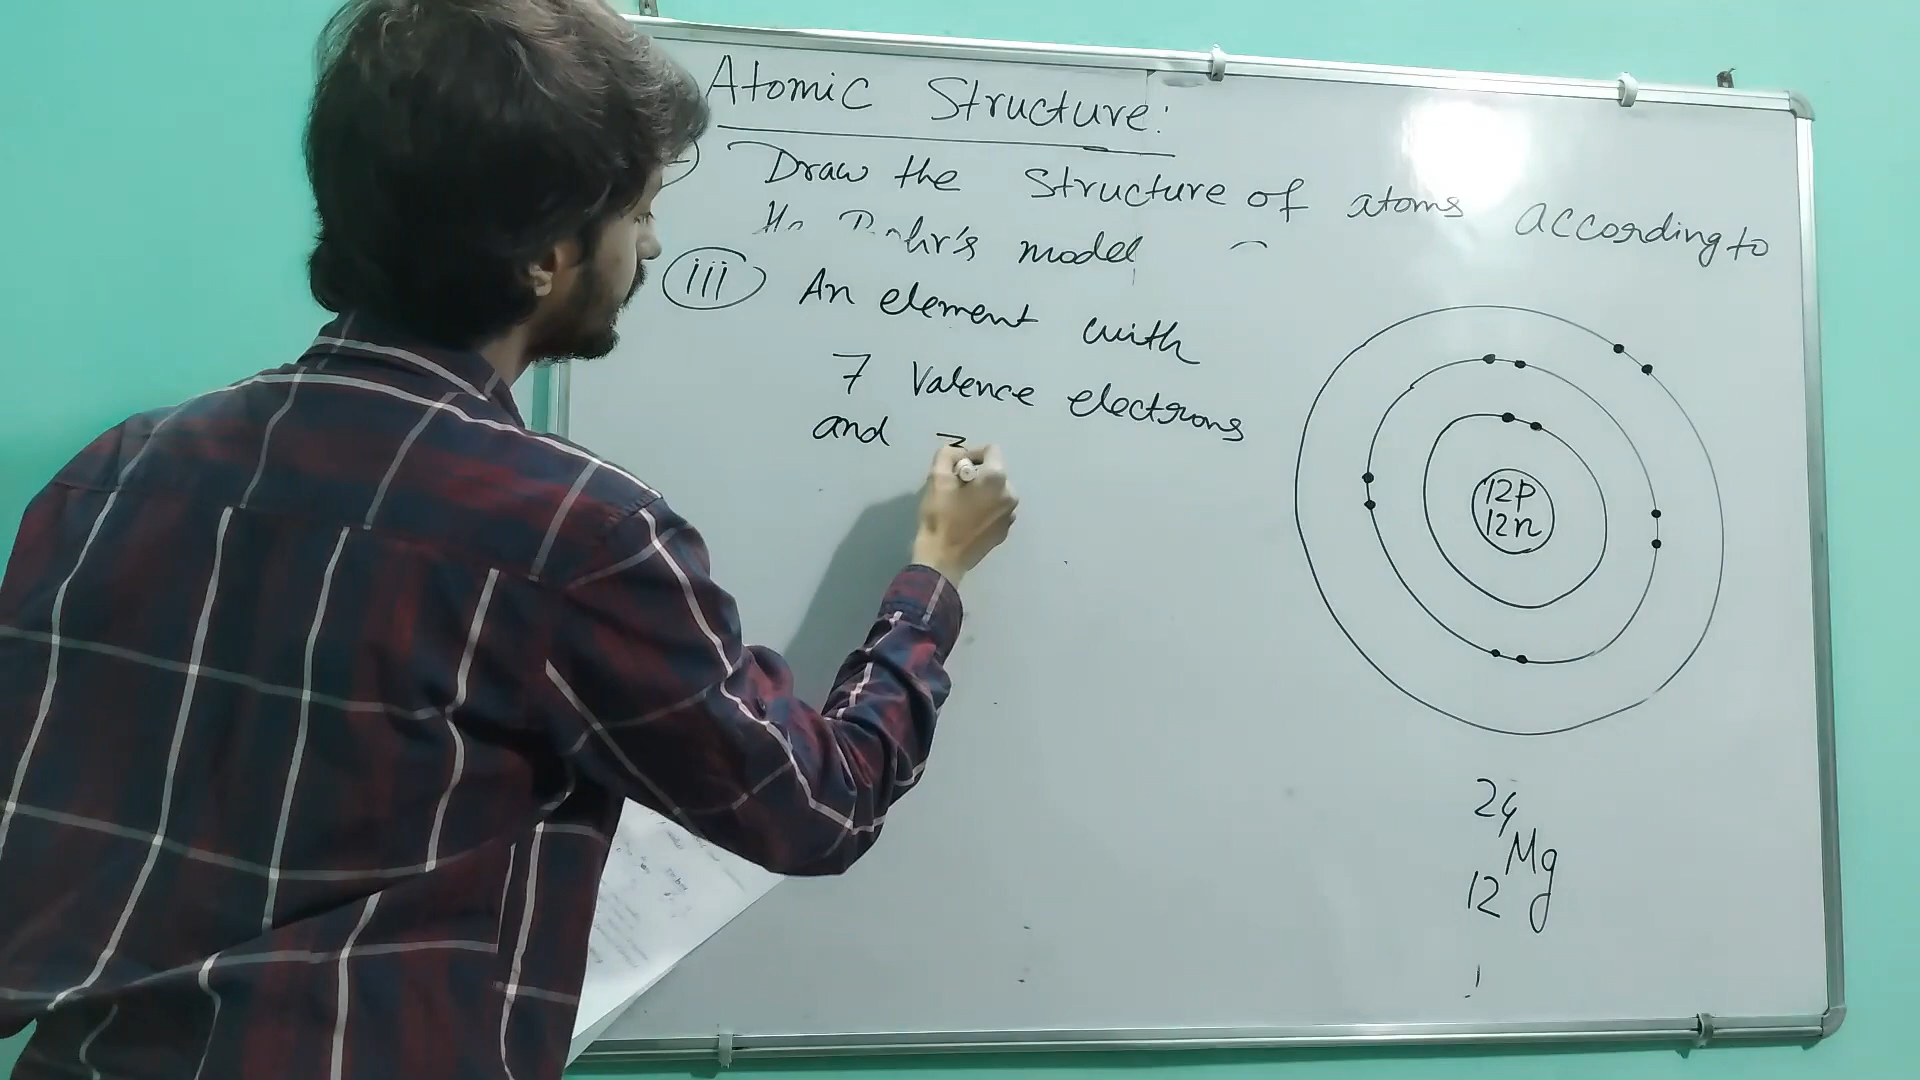 Atomic Structure:
Draw the structure of atoms according to
Bohr's model
iii An element with
7 Valence electrons
and
12p
12n
24
Mg
12